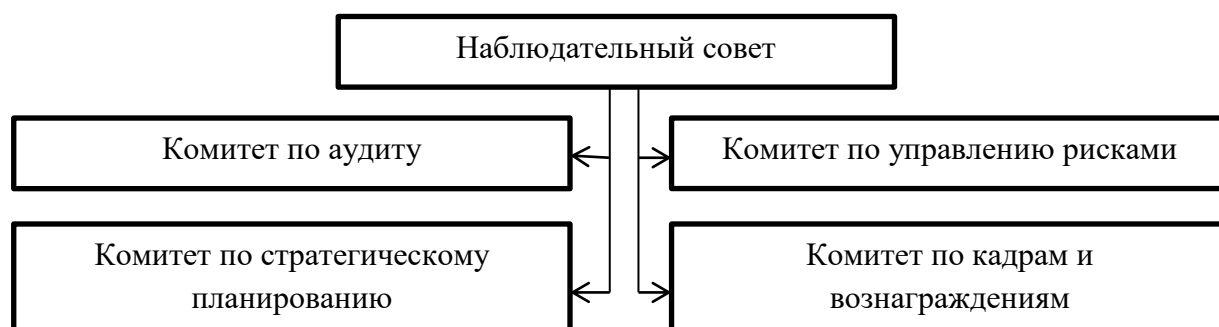 Наблюдательный совет
Комитет по аудиту
Комитет по управлению рисками
Комитет по стратегическому
планированию
Комитет по кадрам и
вознаграждениям